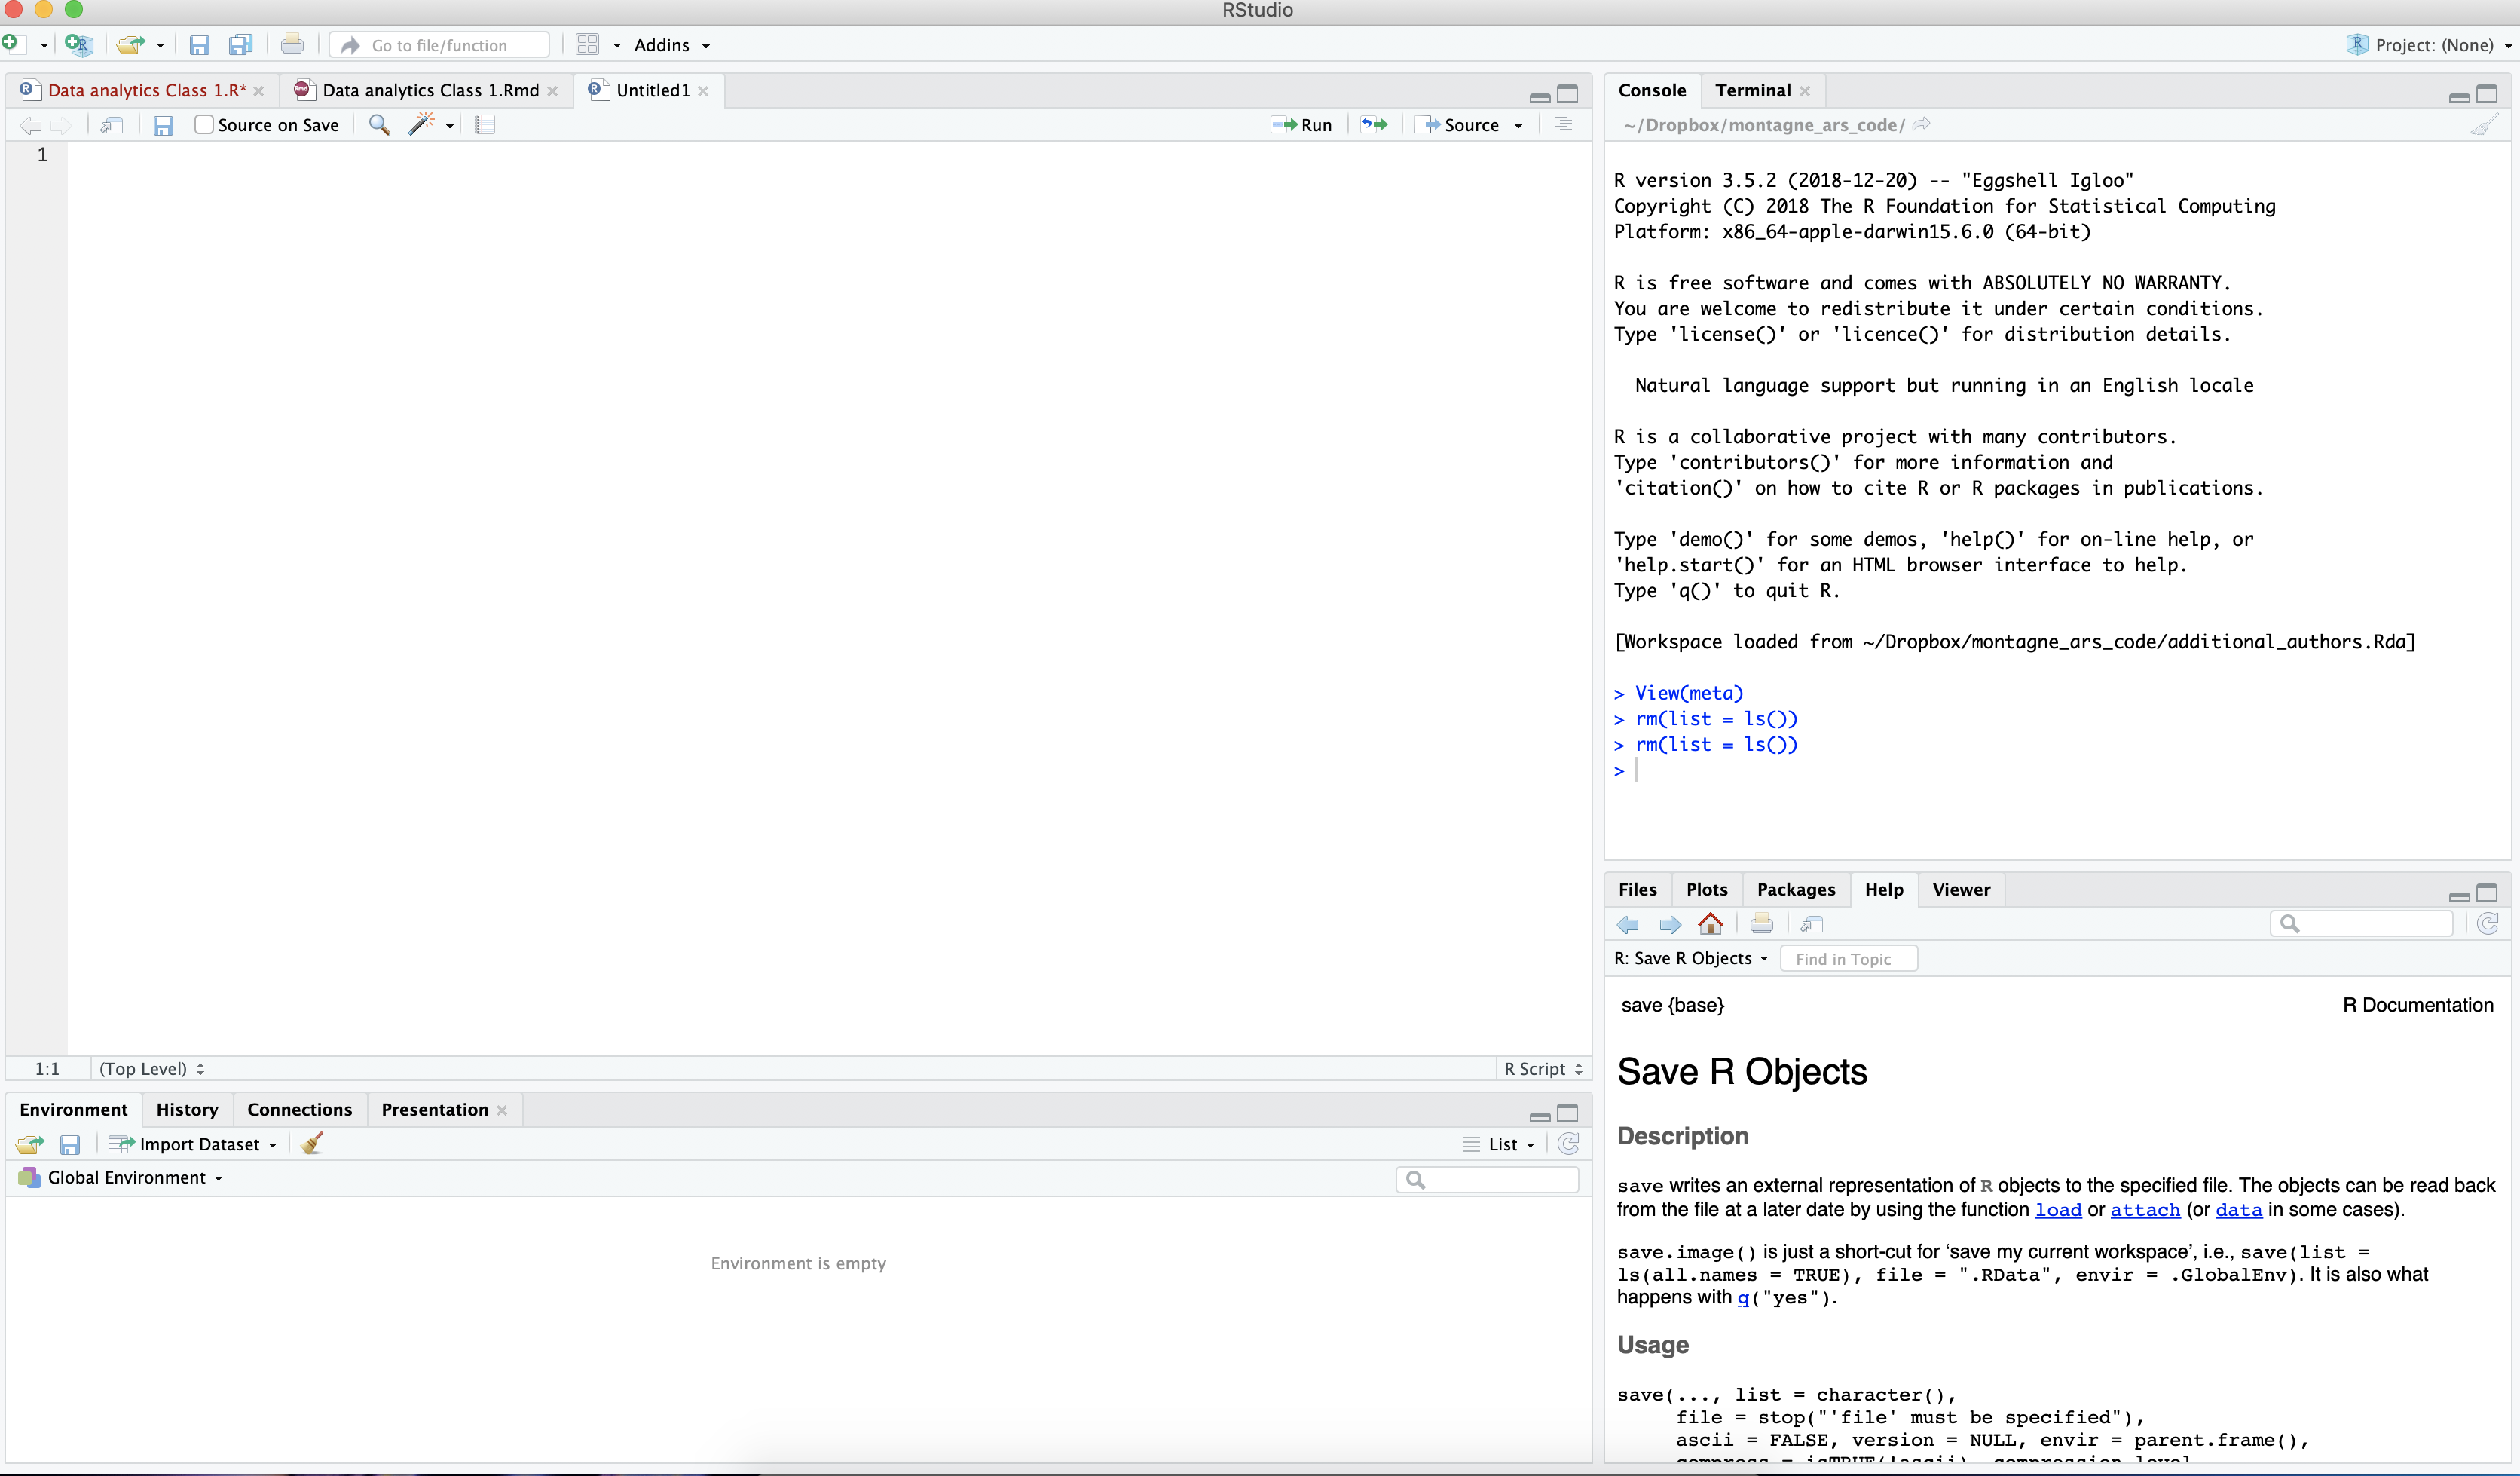 RStudio
Go to file/function
Addins
Project: (None)
Data analytics Class 1.R*
Data analytics Class 1.Rmd
Untitled1
Source on Save
Run
Source
1
1:1
(Top Level)
R Script
Environment
History
Connections
Presentation
Import Dataset
List
Global Environment
Environment is empty
Console
Terminal
~/Dropbox/montagne_ars_code/
R version 3.5.2 (2018-12-20) -- "Eggshell Igloo"
Copyright (C) 2018 The R Foundation for Statistical Computing
Platform: x86_64-apple-darwin15.6.0 (64-bit)
R is free software and comes with ABSOLUTELY NO WARRANTY.
You are welcome to redistribute it under certain conditions.
Type 'license()' or 'licence()' for distribution details.
Natural language support but running in an English locale
R is a collaborative project with many contributors.
Type 'contributors()' for more information and
'citation()' on how to cite R or R packages in publications.
Type 'demo()' for some demos, 'help()' for on-line help, or
'help.start()' for an HTML browser interface to help.
Type 'q()' to quit R.
[Workspace loaded from ~/Dropbox/montagne_ars_code/additional_authors.Rda]
> View(meta)
> rm(list = ls())
> rm(list = ls())
>
Files
Plots
Packages
Help
Viewer
R: Save R Objects
Find in Topic
save {base}
R Documentation
Save R Objects
Description
save writes an external representation of R objects to the specified file. The objects can be read back
from the file at a later date by using the function load or attach (or data in some cases).
save.image() is just a short-cut for ‘save my current workspace’, i.e., save(list =
ls(all.names = TRUE), file = ".RData", envir = .GlobalEnv). It is also what
happens with q("yes").
Usage
save(..., list = character(),
file = stop("'file' must be specified"),
ascii = FALSE, version = NULL, envir = parent.frame(),
compress = isTRUE(!ascii), compression_level,